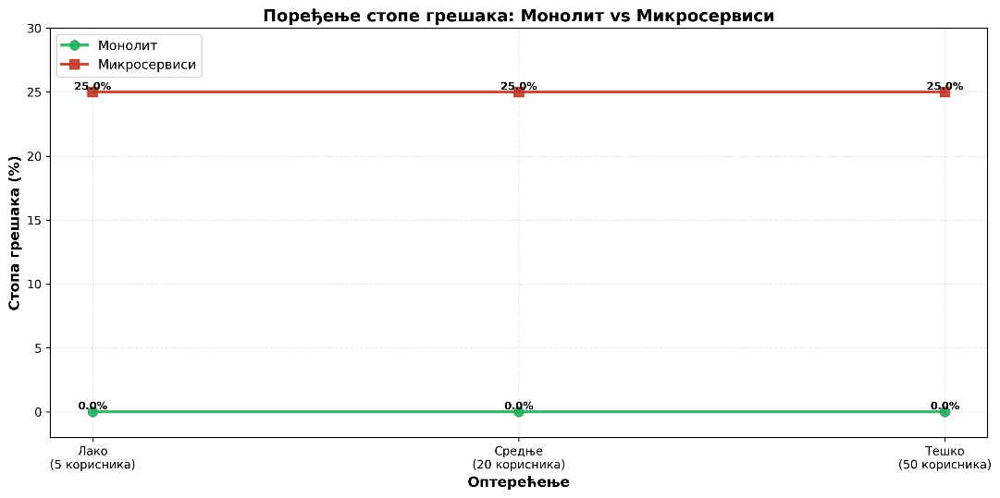 Поређење стопе грешака: Монолит vs Микросервиси
Монолит
Микросервиси
Стопа грешака (%)
30
25
20
15
10
5
0
25.0%
25.0%
25.0%
0.0%
0.0%
0.0%
Лако
(5 корисника)
Средње
(20 корисника)
Тешко
(50 корисника)
Оптерећење